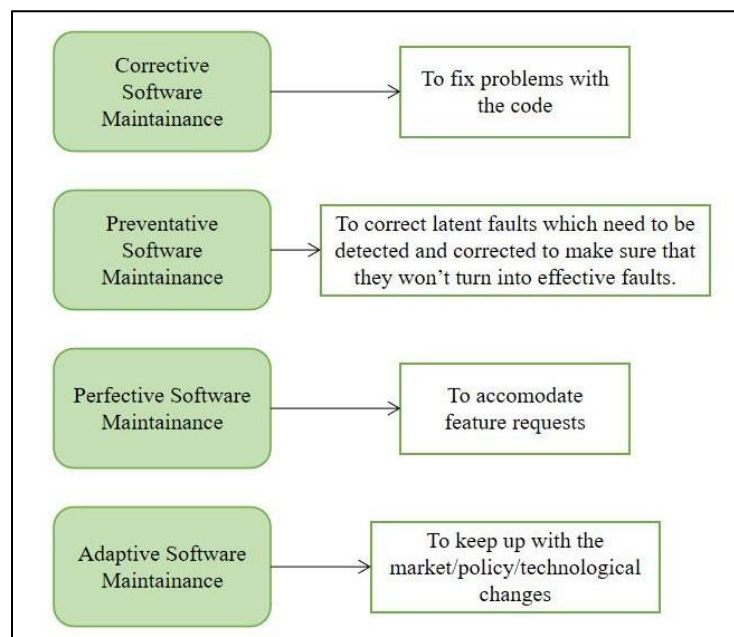 Corrective
Software
Maintainance
To fix problems with
the code
Preventative
Software
Maintainance
To correct latent faults which need to be
detected and corrected to make sure that
they won’t turn into effective faults.
Perfective Software
Maintainance
To accomodate
feature requests
Adaptive Software
Maintainance
To keep up with the
market/policy/technological
changes